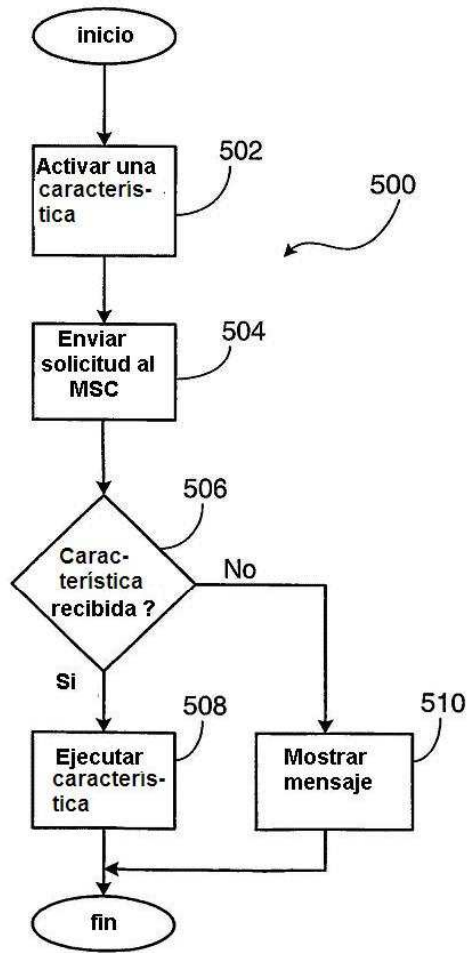 inicio
Activar una
caracterís-
tica
502
500
Enviar
solicitud al
MSC
504
506
Carac-
terística
recibida ?
No
Si
Ejecutar
caracterís-
tica
508
Mostrar
mensaje
510
fin